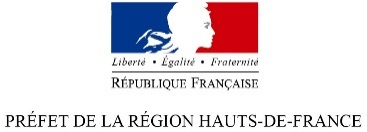 Liberté • Égalité • Fraternité
RÉPUBLIQUE FRANÇAISE
PRÉFET DE LA RÉGION HAUTS-DE-FRANCE